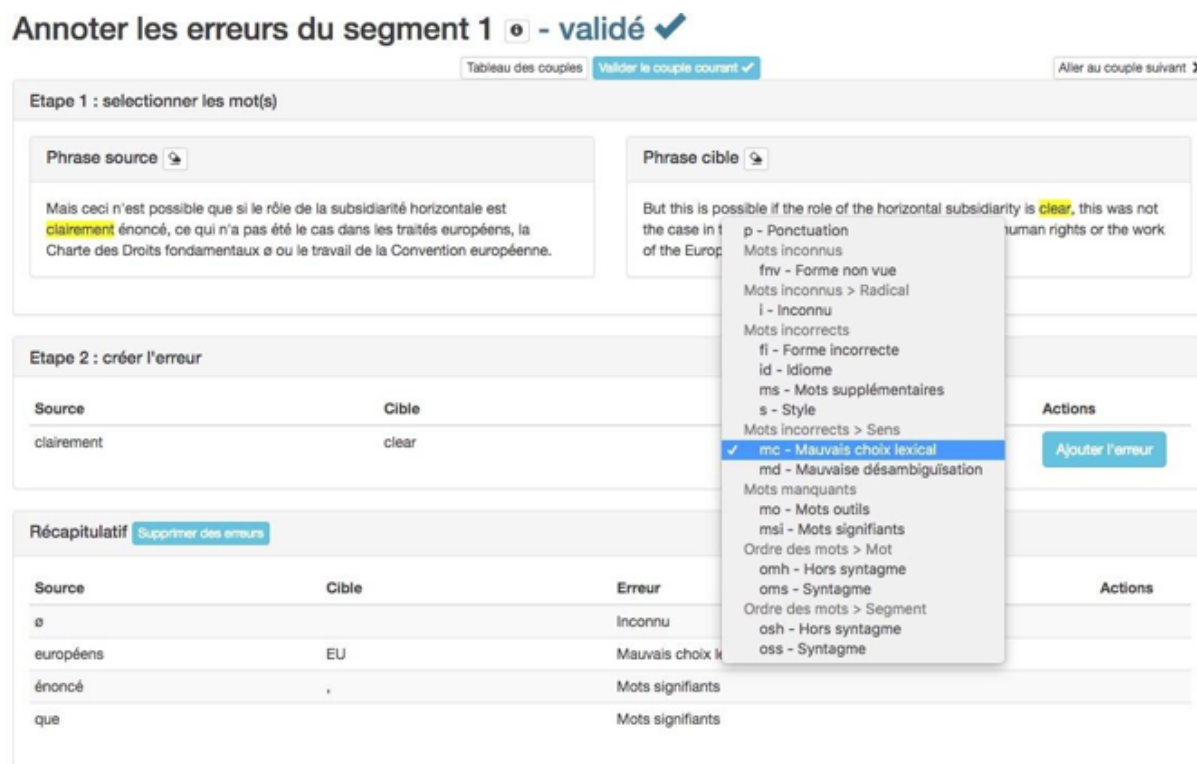 Annoter les erreurs du segment 1 - validé ✔
Tableau des couples Valider le couple courant ✔ Aller au couple suivant
Etape 1 : selectionner les mot(s)
Phrase source
Mais ceci n'est possible que si le rôle de la subsidiarité horizontale est
clairement énoncé, ce qui n'a pas été le cas dans les traités européens, la
Charte des Droits fondamentaux ø ou le travail de la Convention européenne.
Phrase cible
But this is possible if the role of the horizontal subsidiarity is clear, this was not
the case in human rights or the work
of the Europ
p - Ponctuation
Mots inconnus
fnv - Forme non vue
Mots inconnus > Radical
i - Inconnu
Mots incorrects
fi - Forme incorrecte
id - Idiome
ms - Mots supplémentaires
s - Style
Mots incorrects > Sens
✓ mc - Mauvais choix lexical
md - Mauvaise désambiguïsation
Mots manquants
mo - Mots outils
msi - Mots signifiants
Ordre des mots > Mot
omh - Hors syntagme
oms - Syntagme
Ordre des mots > Segment
osh - Hors syntagme
oss - Syntagme
Etape 2 : créer l'erreur
Source Cible Actions
clairement clear Ajouter l'erreur
Récapitulatif Supprimer des erreurs
Source Cible Erreur Actions
ø Inconnu
européens EU Mauvais choix
énoncé , Mots signifiants
que Mots signifiants